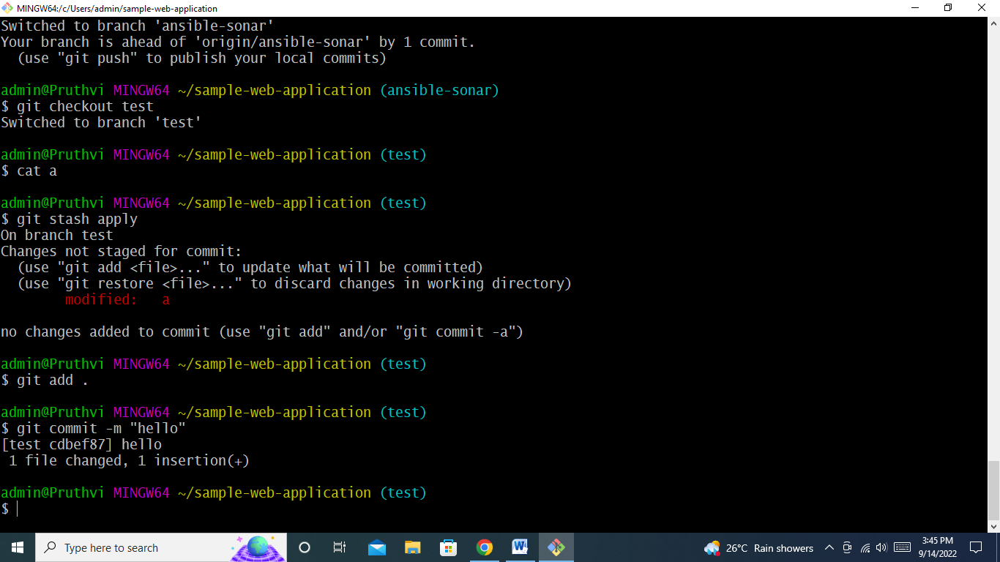 MINGW64:/c/Users/admin/sample-web-application
Switched to branch 'ansible-sonar'
Your branch is ahead of 'origin/ansible-sonar' by 1 commit.
  (use "git push" to publish your local commits)
admin@Pruthvi MINGW64 ~/sample-web-application (ansible-sonar)
$ git checkout test
Switched to branch 'test'
admin@Pruthvi MINGW64 ~/sample-web-application (test)
$ cat a
admin@Pruthvi MINGW64 ~/sample-web-application (test)
$ git stash apply
On branch test
Changes not staged for commit:
  (use "git add <file>..." to update what will be committed)
  (use "git restore <file>..." to discard changes in working directory)
        modified:   a
no changes added to commit (use "git add" and/or "git commit -a")
admin@Pruthvi MINGW64 ~/sample-web-application (test)
$ git add .
admin@Pruthvi MINGW64 ~/sample-web-application (test)
$ git commit -m "hello"
[test cdbef87] hello
 1 file changed, 1 insertion(+)
admin@Pruthvi MINGW64 ~/sample-web-application (test)
$
Type here to search
26°C Rain showers
3:45 PM
9/14/2022